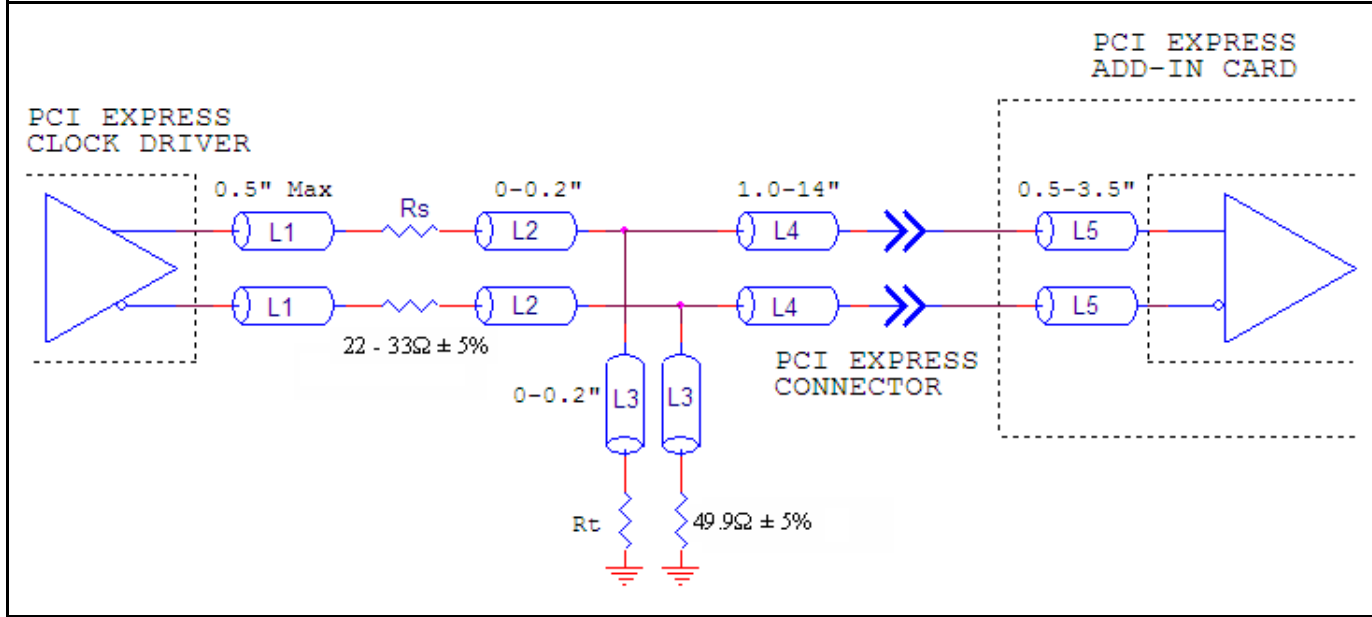 PCI EXPRESS
ADD-IN CARD
PCI EXPRESS
CLOCK DRIVER
0.5" Max
0-0.2"
1.0-14"
0.5-3.5"
Rs
L1
L2
L4
L5
L1
L2
L4
L5
22 - 33Ω ± 5%
PCI EXPRESS
CONNECTOR
0-0.2"
L3
L3
Rt
49.9Ω ± 5%